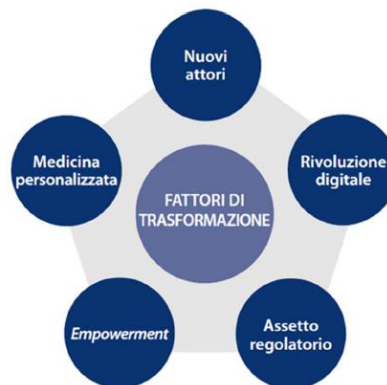 Nuovi
attori
Medicina
personalizzata
Rivoluzione
digitale
FATTORI DI
TRASFORMAZIONE
Empowerment
Assetto
regolatorio